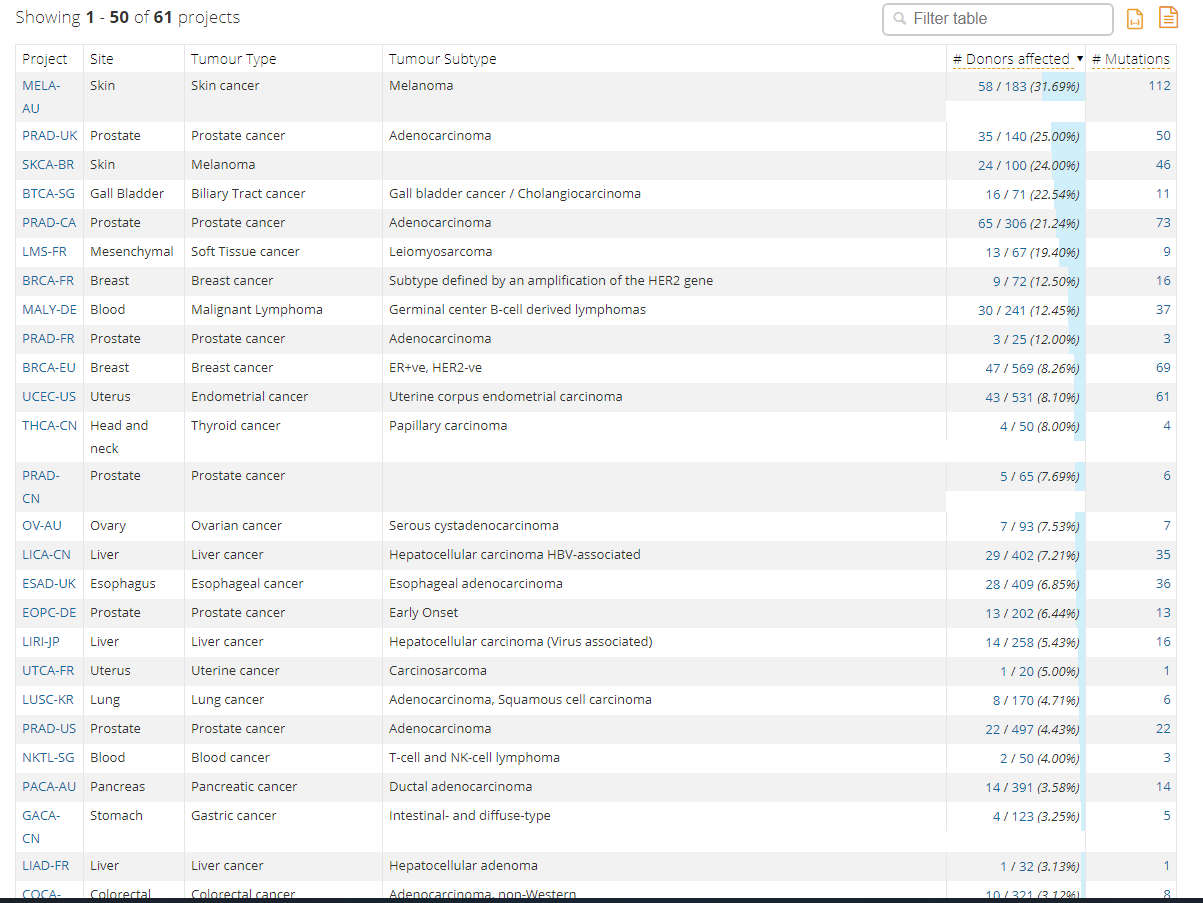 Showing 1 - 50 of 61 projects
Filter table
Project Site Tumour Type Tumour Subtype # Donors affected ▼ # Mutations
MELA- Skin Skin cancer Melanoma 58 / 183 (31.69%) 112
AU
PRAD-UK Prostate Prostate cancer Adenocarcinoma 35 / 140 (25.00%) 50
SKCA-BR Skin Melanoma 24 / 100 (24.00%) 46
BTCA-SG Gall Bladder Biliary Tract cancer Gall bladder cancer / Cholangiocarcinoma 16 / 71 (22.54%) 11
PRAD-CA Prostate Prostate cancer Adenocarcinoma 65 / 306 (21.24%) 73
LMS-FR Mesenchymal Soft Tissue cancer Leiomyosarcoma 13 / 67 (19.40%) 9
BRCA-FR Breast Breast cancer Subtype defined by an amplification of the HER2 gene 9 / 72 (12.50%) 16
MALY-DE Blood Malignant Lymphoma Germinal center B-cell derived lymphomas 30 / 241 (12.45%) 37
PRAD-FR Prostate Prostate cancer Adenocarcinoma 3 / 25 (12.00%) 3
BRCA-EU Breast Breast cancer ER+ve, HER2-ve 47 / 569 (8.26%) 69
UCEC-US Uterus Endometrial cancer Uterine corpus endometrial carcinoma 43 / 531 (8.10%) 61
THCA-CN Head and Thyroid cancer Papillary carcinoma 4 / 50 (8.00%) 4
neck
PRAD- Prostate Prostate cancer 5 / 65 (7.69%) 6
CN
OV-AU Ovary Ovarian cancer Serous cystadenocarcinoma 7 / 93 (7.53%) 7
LICA-CN Liver Liver cancer Hepatocellular carcinoma HBV-associated 29 / 402 (7.21%) 35
ESAD-UK Esophagus Esophageal cancer Esophageal adenocarcinoma 28 / 409 (6.85%) 36
EOPC-DE Prostate Prostate cancer Early Onset 13 / 202 (6.44%) 13
LIRI-JP Liver Liver cancer Hepatocellular carcinoma (Virus associated) 14 / 258 (5.43%) 16
UTCA-FR Uterus Uterine cancer Carcinosarcoma 1 / 20 (5.00%) 1
LUSC-KR Lung Lung cancer Adenocarcinoma, Squamous cell carcinoma 8 / 170 (4.71%) 6
PRAD-US Prostate Prostate cancer Adenocarcinoma 22 / 497 (4.43%) 22
NKTL-SG Blood Blood cancer T-cell and NK-cell lymphoma 2 / 50 (4.00%) 3
PACA-AU Pancreas Pancreatic cancer Ductal adenocarcinoma 14 / 391 (3.58%) 14
GACA- Stomach Gastric cancer Intestinal- and diffuse-type 4 / 123 (3.25%) 5
CN
LIAD-FR Liver Liver cancer Hepatocellular adenoma 1 / 32 (3.13%) 1
COCA- Colorectal Colorectal cancer Adenocarcinoma, non-Western 10 / 321 (3.12%) 8